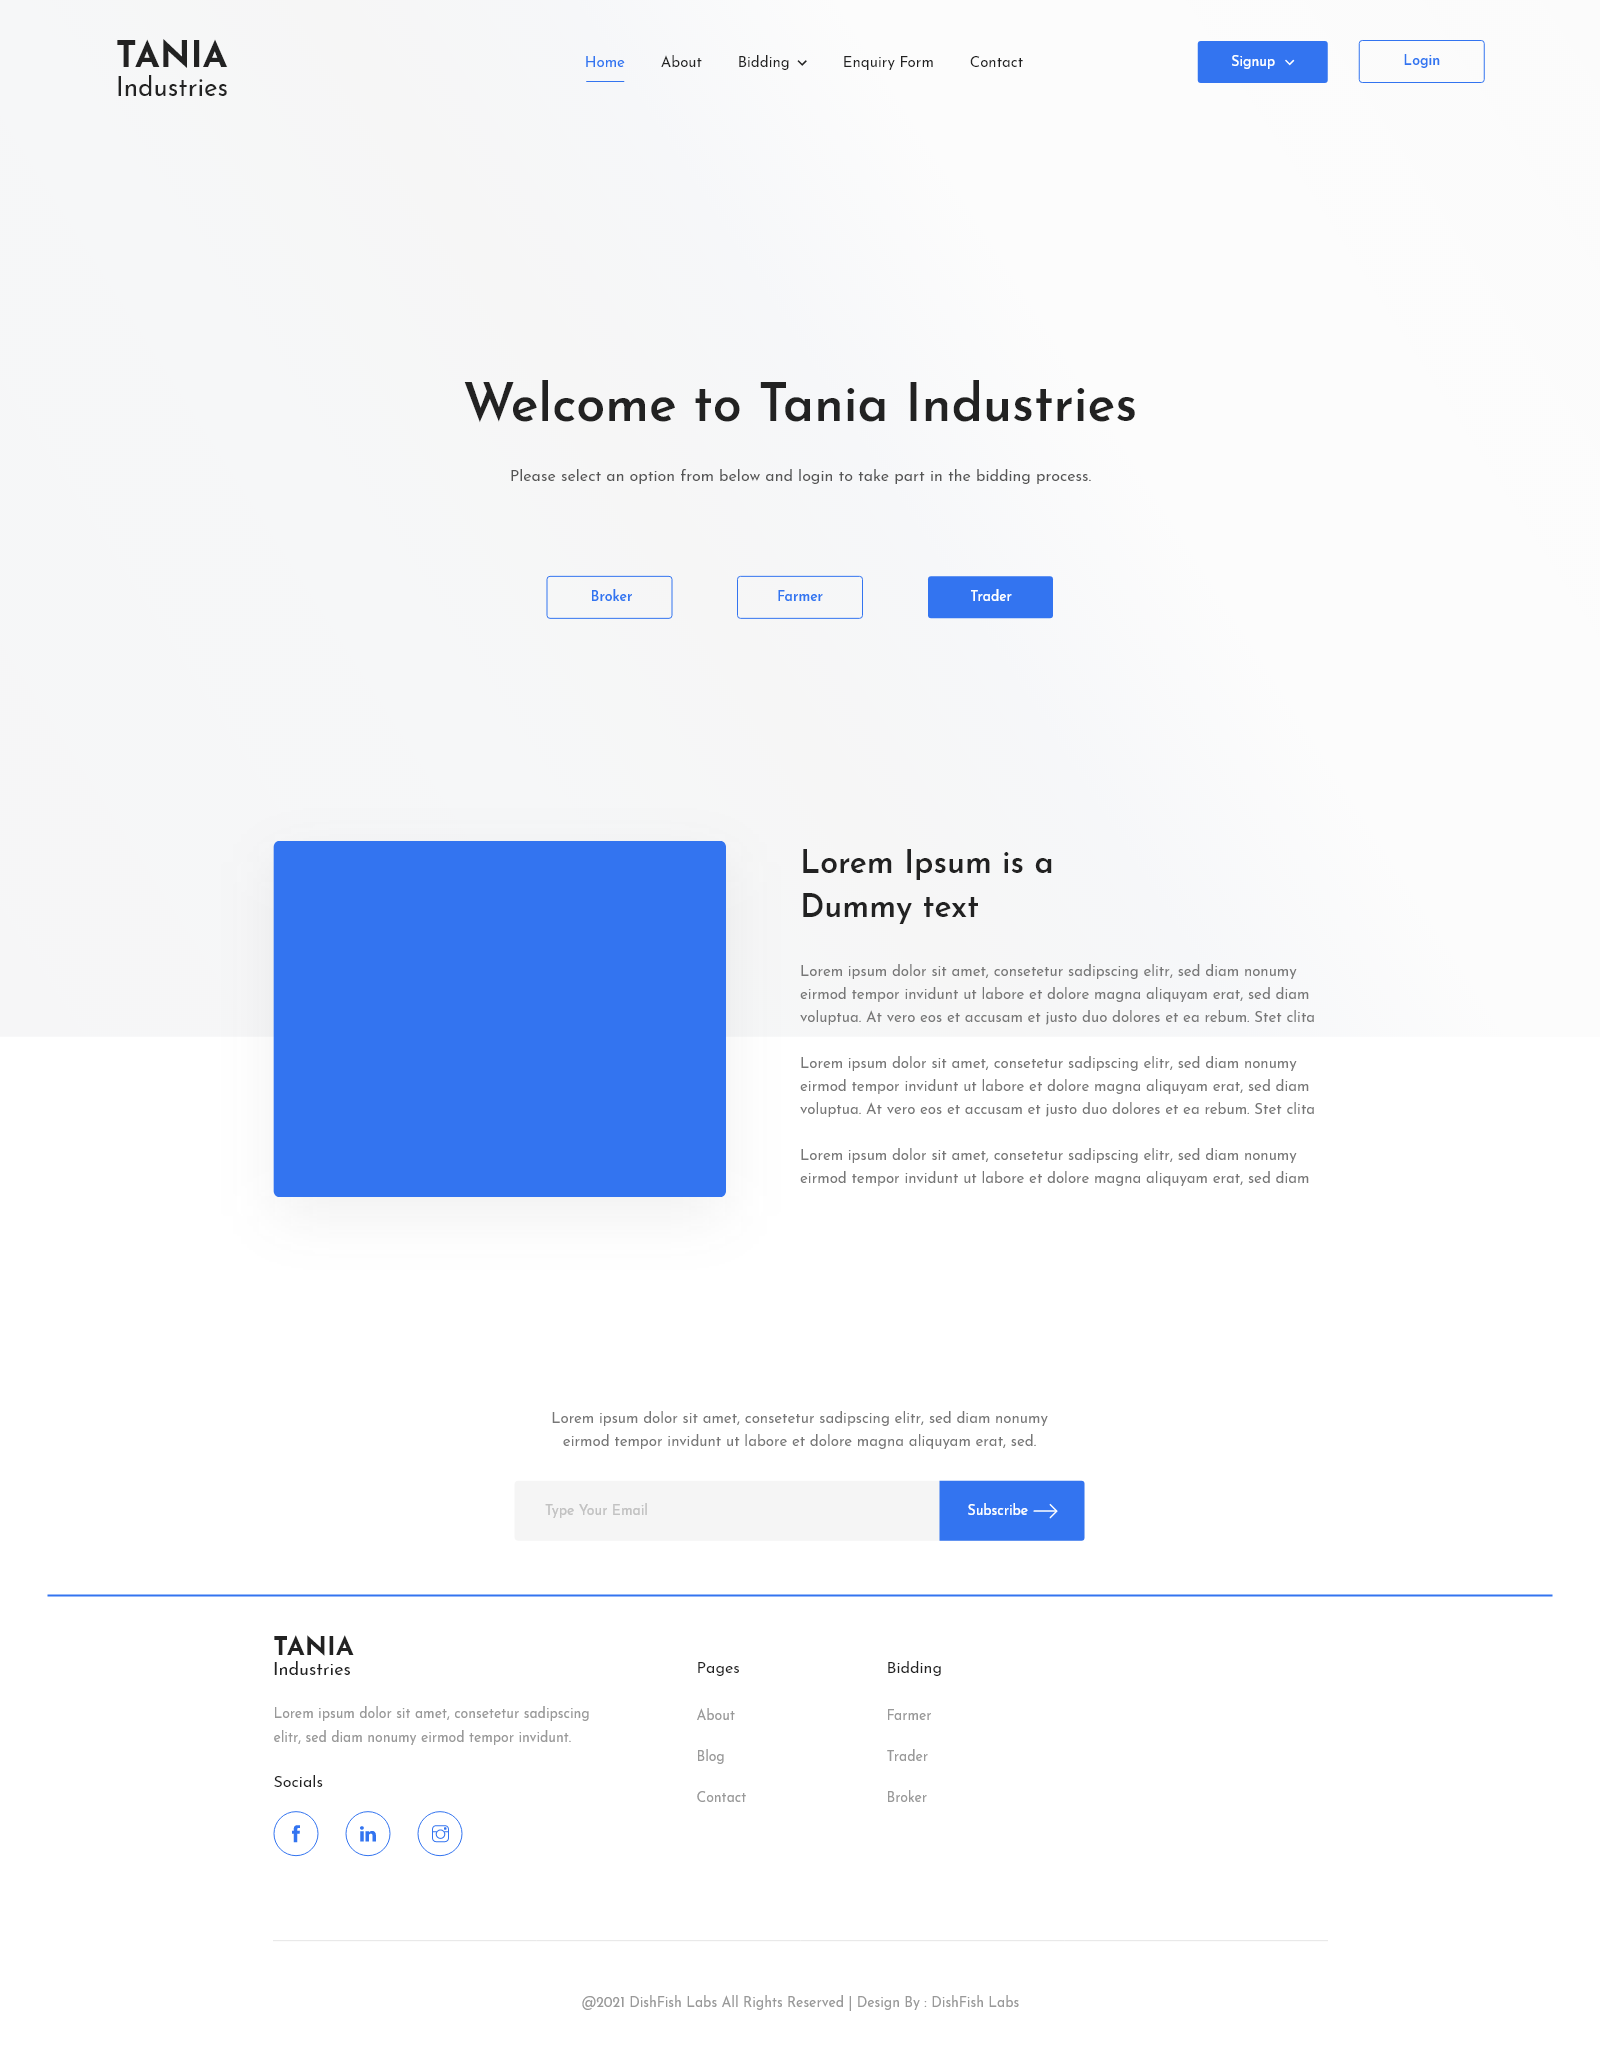 TANIA
Industries
Home
About
Bidding
Enquiry Form
Contact
Signup
Login
Welcome to Tania Industries
Please select an option from below and login to take part in the bidding process.
Broker
Farmer
Trader
Lorem Ipsum is a
Dummy text
Lorem ipsum dolor sit amet, consetetur sadipscing elitr, sed diam nonumy
eirmod tempor invidunt ut labore et dolore magna aliquyam erat, sed diam
voluptua. At vero eos et accusam et justo duo dolores et ea rebum. Stet clita
Lorem ipsum dolor sit amet, consetetur sadipscing elitr, sed diam nonumy
eirmod tempor invidunt ut labore et dolore magna aliquyam erat, sed diam
voluptua. At vero eos et accusam et justo duo dolores et ea rebum. Stet clita
Lorem ipsum dolor sit amet, consetetur sadipscing elitr, sed diam nonumy
eirmod tempor invidunt ut labore et dolore magna aliquyam erat, sed diam
Lorem ipsum dolor sit amet, consetetur sadipscing elitr, sed diam nonumy
eirmod tempor invidunt ut labore et dolore magna aliquyam erat, sed.
Type Your Email
Subscribe
TANIA
Industries
Lorem ipsum dolor sit amet, consetetur sadipscing
elitr, sed diam nonumy eirmod tempor invidunt.
Socials
f
in
Pages
About
Blog
Contact
Bidding
Farmer
Trader
Broker
@2021 DishFish Labs All Rights Reserved | Design By : DishFish Labs